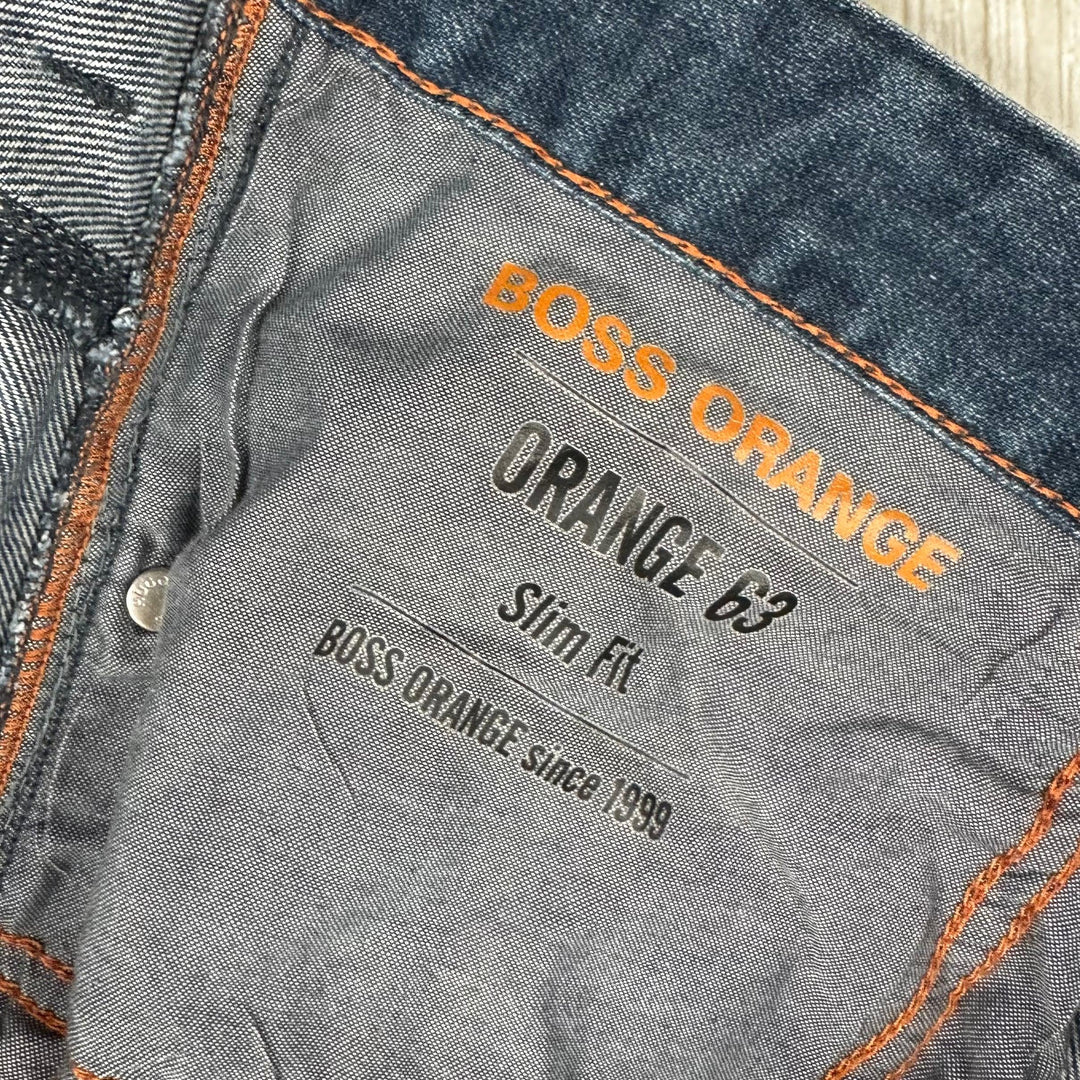 BOSS ORANGE
ORANGE 63
Slim Fit
BOSS ORANGE since 1999